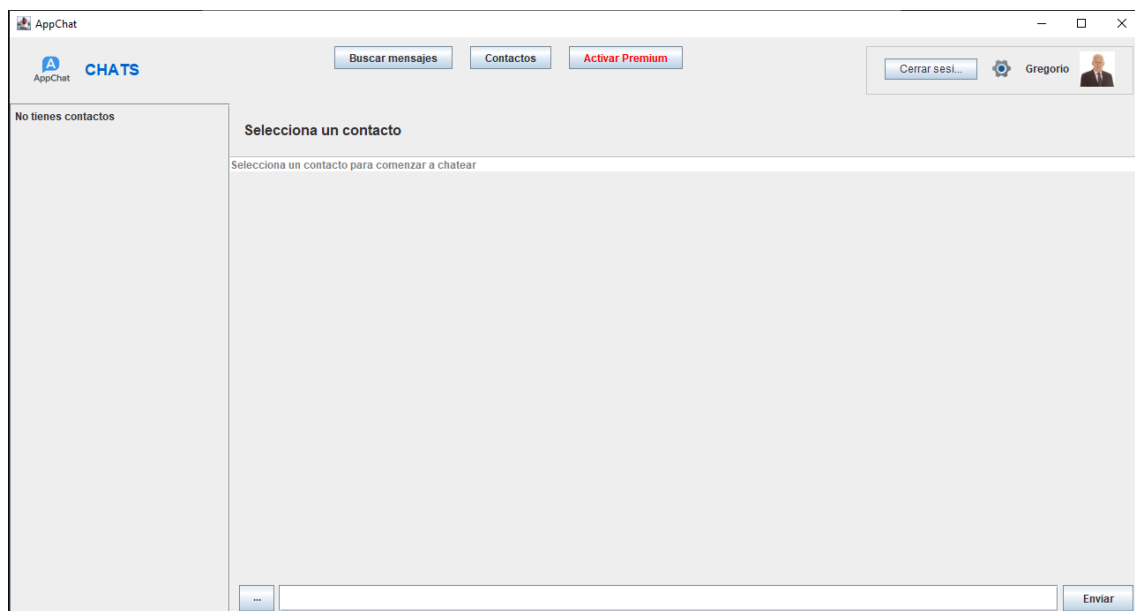 AppChat
AppChat
CHATS
Buscar mensajes
Contactos
Activar Premium
Cerrar sesi...
Gregorio
No tienes contactos
Selecciona un contacto
Selecciona un contacto para comenzar a chatear
...
Enviar